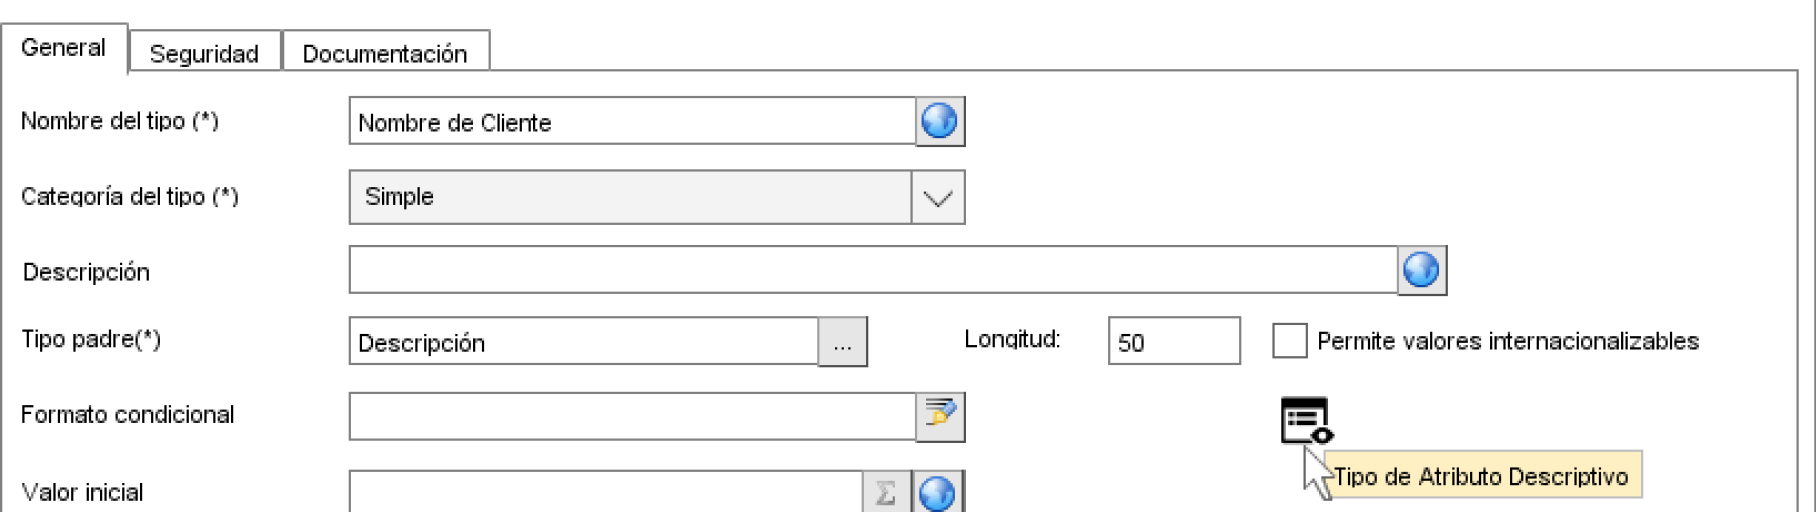 General Seguridad Documentación
Nombre del tipo (*) Nombre de Cliente
Categoría del tipo (*) Simple
Descripción
Tipo padre(*) Descripción ... Longitud: 50 Permite valores internacionalizables
Formato condicional
Tipo de Atributo Descriptivo
Valor inicial Σ